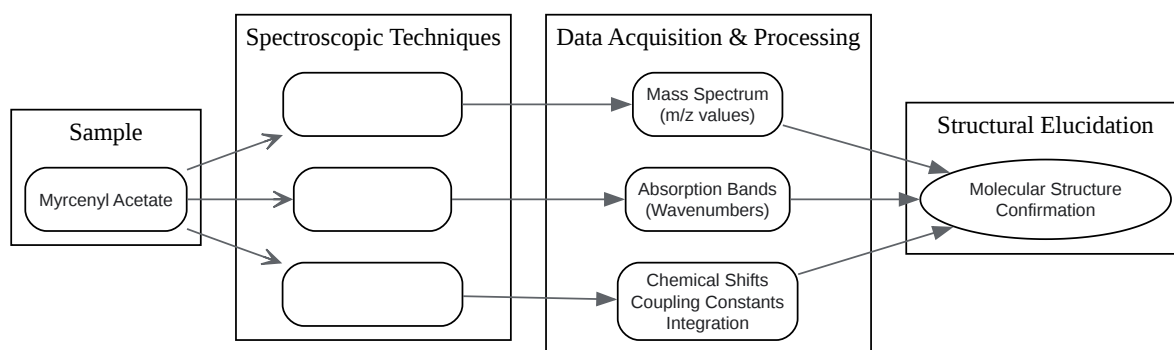 Spectroscopic Techniques
Data Acquisition & Processing
Sample
Structural Elucidation
Myrcenyl Acetate
Mass Spectrum
(m/z values)
Absorption Bands
(Wavenumbers)
Chemical Shifts
Coupling Constants
Integration
Molecular Structure
Confirmation